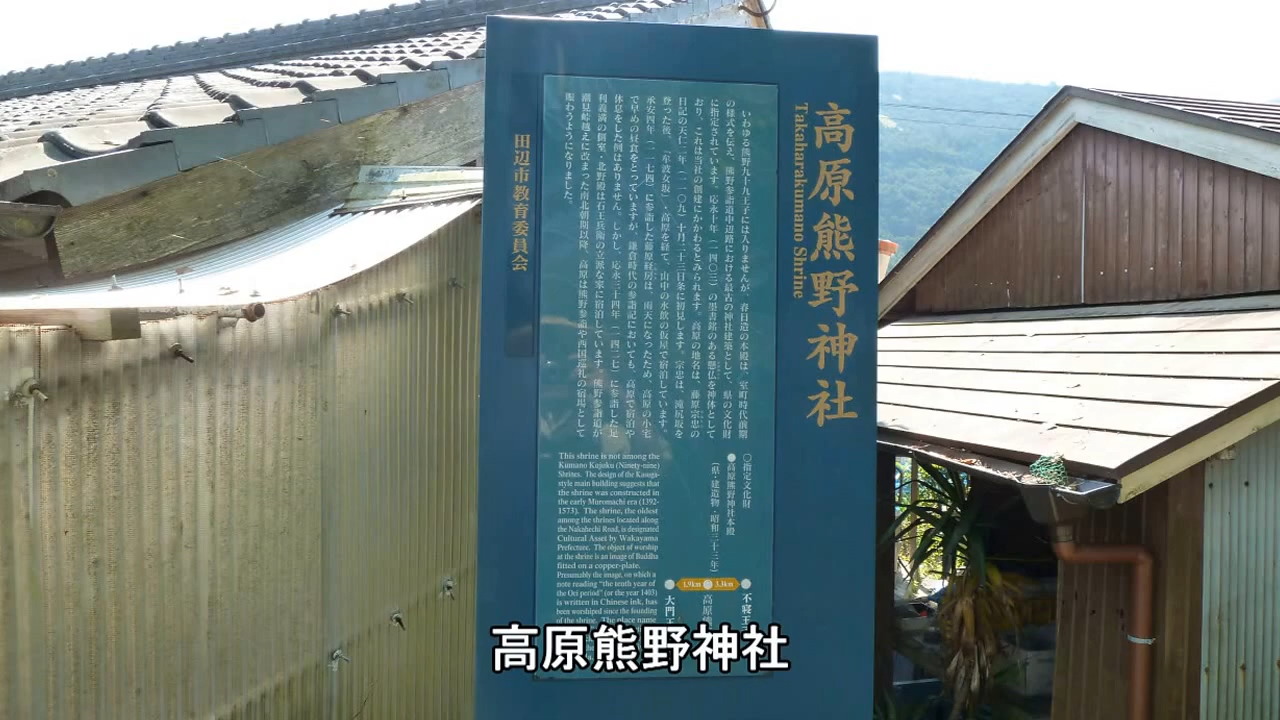 高原熊野神社
Takaharakumano Shrine
いわゆる熊野九十九王子には入りませんが、春日造の本殿は、室町時代前期
の様式を伝え、熊野参詣道中辺路における最古の神社建築として、県の文化財
に指定されています。応永十年(一四〇三)の墨書銘のある懸仏を神体として
おり、これは当社の創建にかかわるとみられます。高原の地名は、藤原宗忠の
日記の天仁二年(一一〇九)十月二十三日条に初見します。宗忠は、滝尻坂を
登った後、「牟波女坂」・高原を経て、山中の水飲の仮屋で宿泊しています。
承安四年(一一七四)に参詣した藤原経房は、雨天になったため、高原の小宅
で早めの昼食をとっていますが、鎌倉時代の参詣記においても、高原で宿泊や
休息をした例はありません。しかし、応永三十四年(一四二七)に参詣した足
利義満の側室・北野殿は石王兵衛の立派な家に宿泊しています。熊野参詣道が
潮見峠越えに改まった南北朝期以降、高原は熊野参詣や西国巡礼の宿場として
賑わうようになりました。
田辺市教育委員会
〇指定文化財
●高原熊野神社本殿
(県・建造物・昭和三十三年)
This shrine is not among the
Kumano Kujuku (Ninety-nine)
Shrines. The design of the Kasuga-
style main building suggests that
the shrine was constructed in
the early Muromachi era (1392-
1573). The shrine, the oldest
among the shrines located along
the Nakahechi Road, is designated
Cultural Asset by Wakayama
Prefecture. The object of worship
at the shrine is an image of Buddha
fitted on a copper-plate.
Presumably the image, on which a
note reading "the tenth year of
the Oei period" (or the year 1403)
is written in Chinese ink, has
been worshiped since the founding
of the shrine. The place name
1.9km 3.3km
不寝王
高原熊
大門王
高原熊野神社